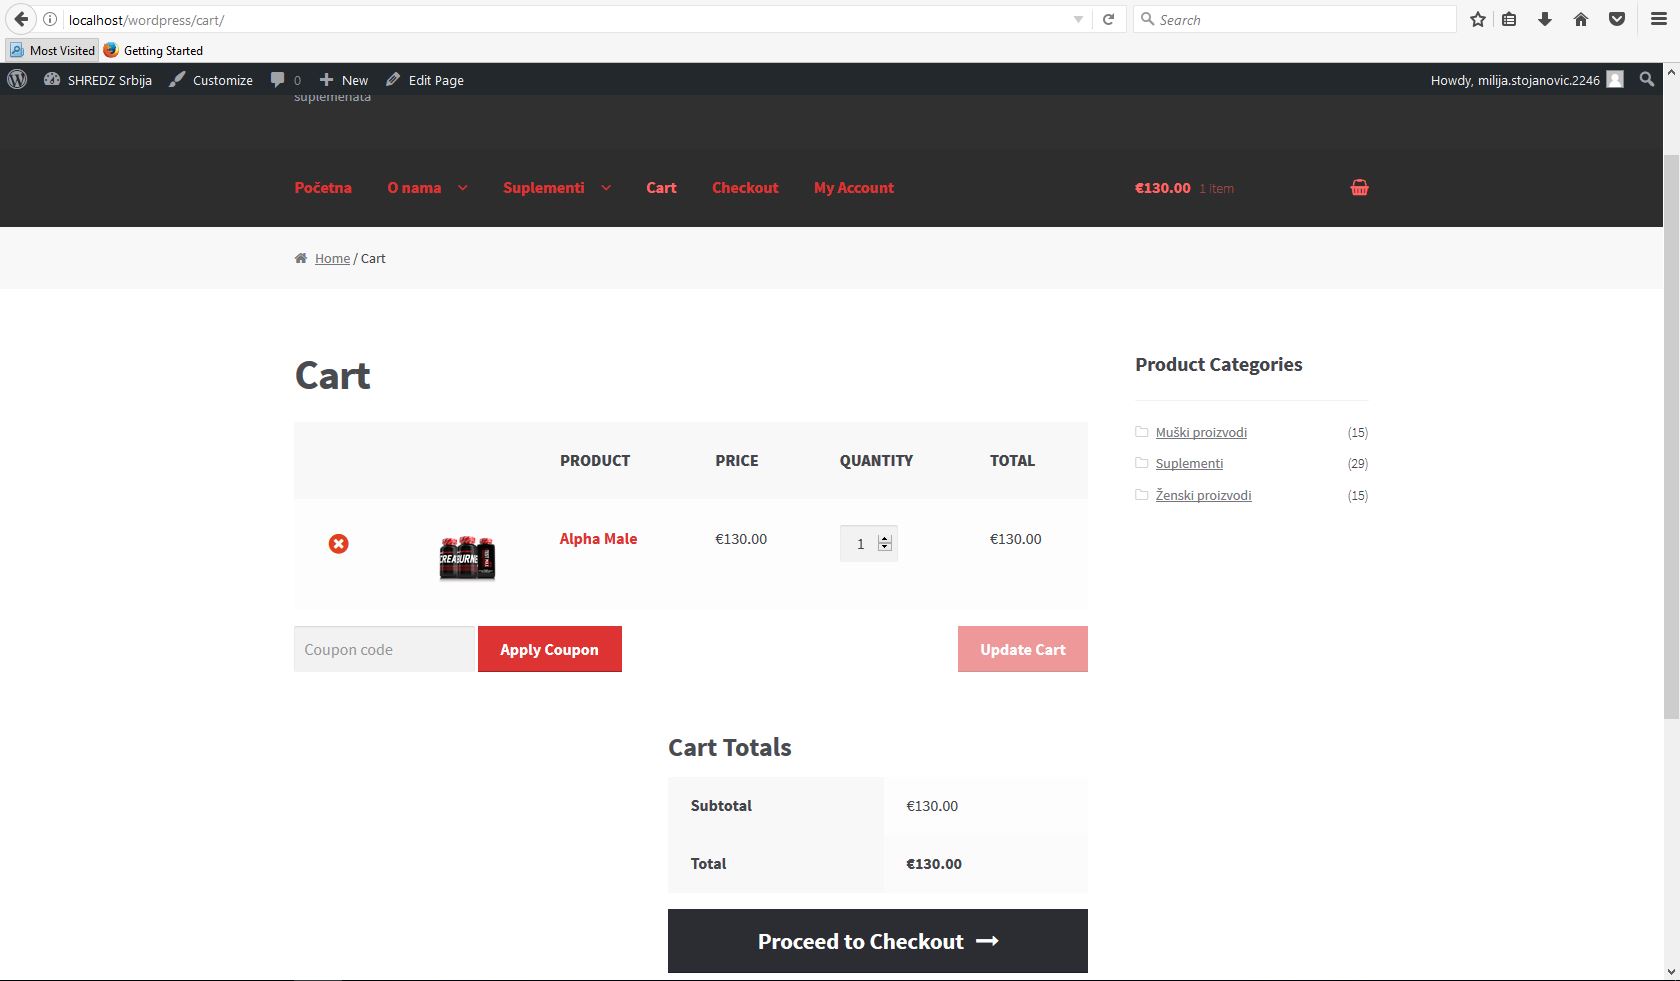 localhost/wordpress/cart/
Search
Most Visited Getting Started
SHREDZ Srbija Customize 0 New Edit Page Howdy, milija.stojanovic.2246
suplemenata
Početna O nama Suplementi Cart Checkout My Account €130.00 1 item
Home / Cart
Cart
PRODUCT PRICE QUANTITY TOTAL
Alpha Male €130.00 1 €130.00
Coupon code Apply Coupon Update Cart
Cart Totals
Subtotal €130.00
Total €130.00
Proceed to Checkout
Product Categories
Muški proizvodi (15)
Suplementi (29)
Ženski proizvodi (15)